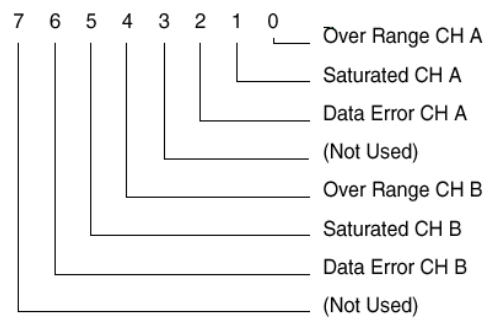 7 6 5 4 3 2 1 0
Over Range CH A
Saturated CH A
Data Error CH A
(Not Used)
Over Range CH B
Saturated CH B
Data Error CH B
(Not Used)